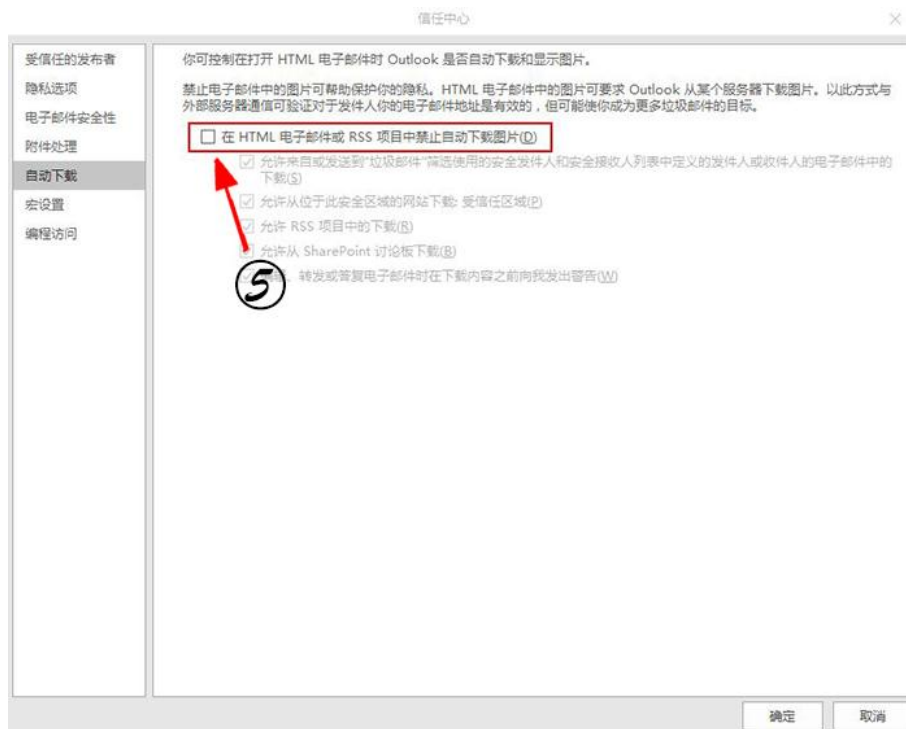 信任中心
受信任的发布者
隐私选项
电子邮件安全性
附件处理
自动下载
宏设置
编程访问
你可控制在打开 HTML 电子邮件时 Outlook 是否自动下载和显示图片。
禁止电子邮件中的图片可帮助保护你的隐私。HTML 电子邮件中的图片可要求 Outlook 从某个服务器下载图片。以此方式与
外部服务器通信可验证对于发件人你的电子邮件地址是有效的，但可能使你成为更多垃圾邮件的目标。
在 HTML 电子邮件或 RSS 项目中禁止自动下载图片(D)
允许来自或发送到“垃圾邮件”筛选使用的安全发件人和安全接收人列表中定义的发件人或收件人的电子邮件中的
下载(S)
允许从位于此安全区域的网站下载: 受信任区域(P)
允许 RSS 项目中的下载(R)
允许从 SharePoint 讨论板下载(B)
、转发或答复电子邮件时在下载内容之前向我发出警告(W)
5
确定
取消